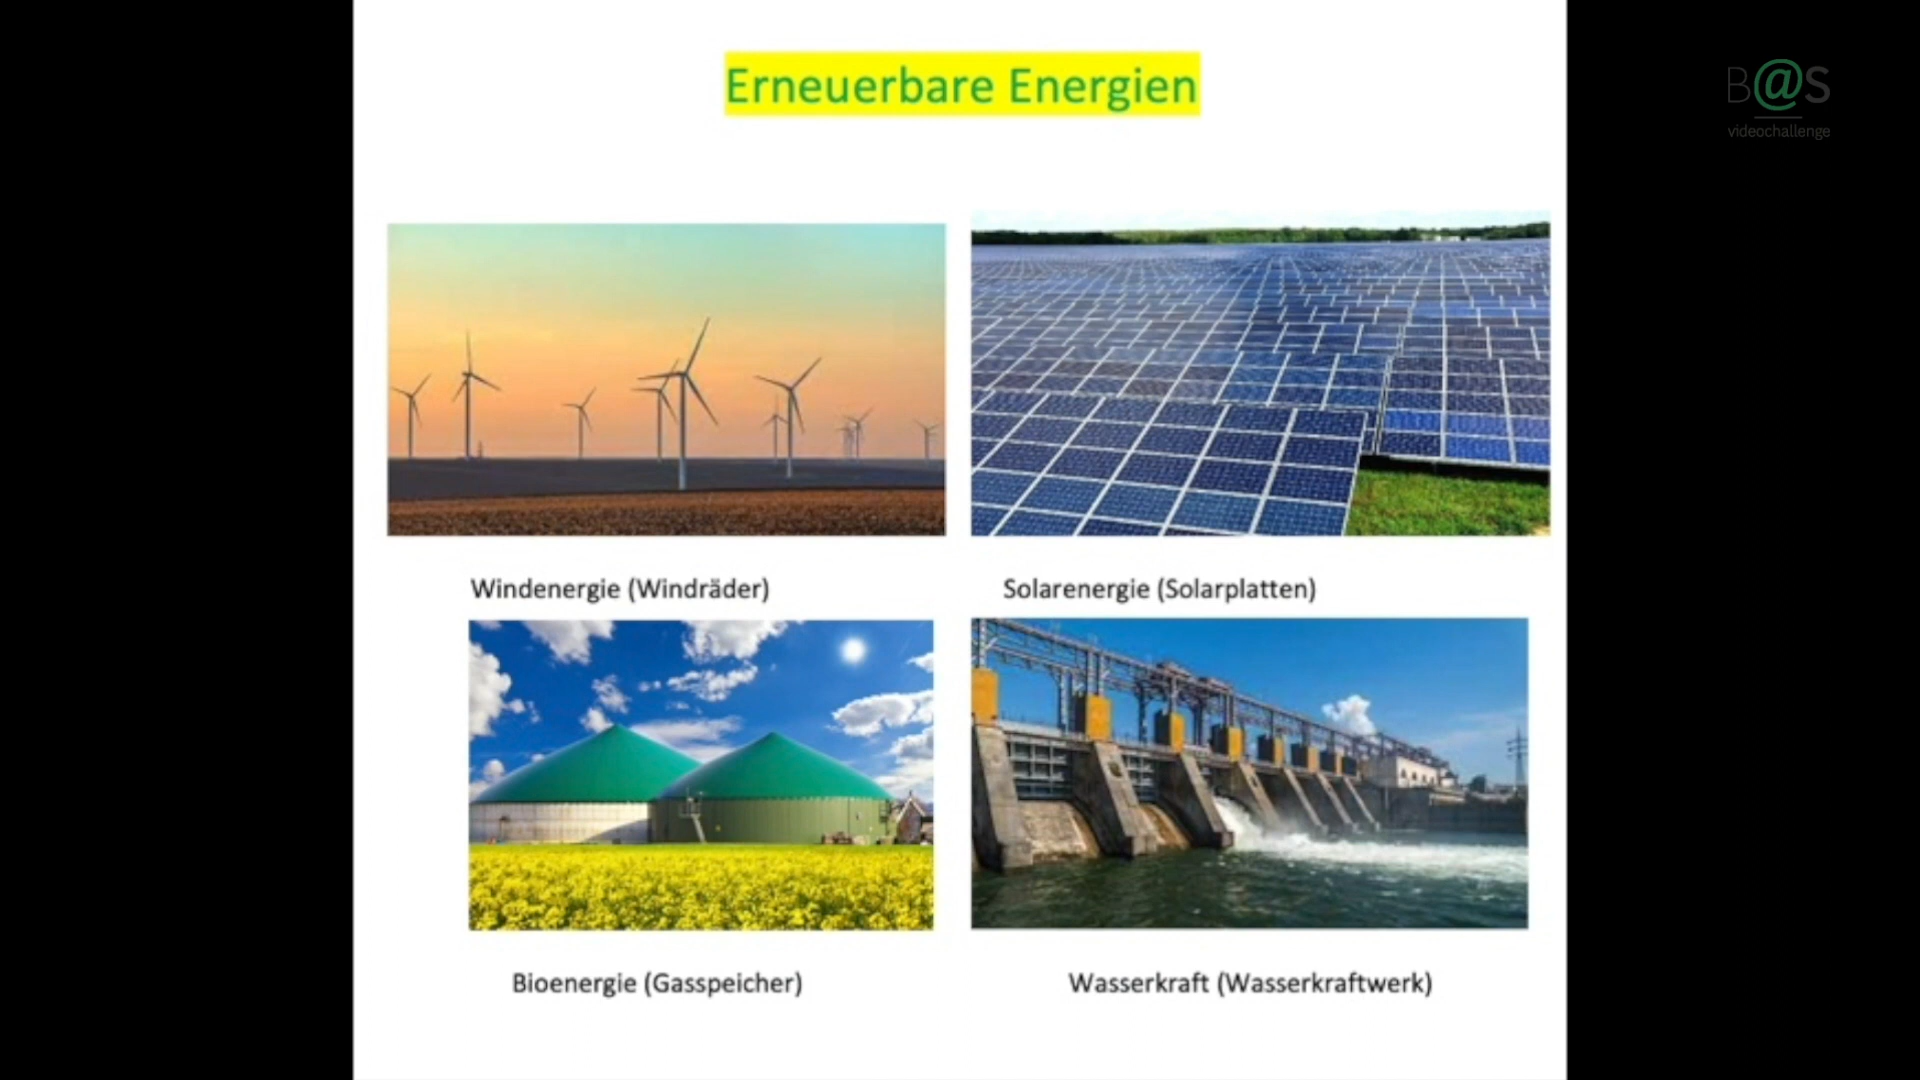 Erneuerbare Energien
B@S
videochallenge
Windenergie (Windräder)
Solarenergie (Solarplatten)
Bioenergie (Gasspeicher)
Wasserkraft (Wasserkraftwerk)